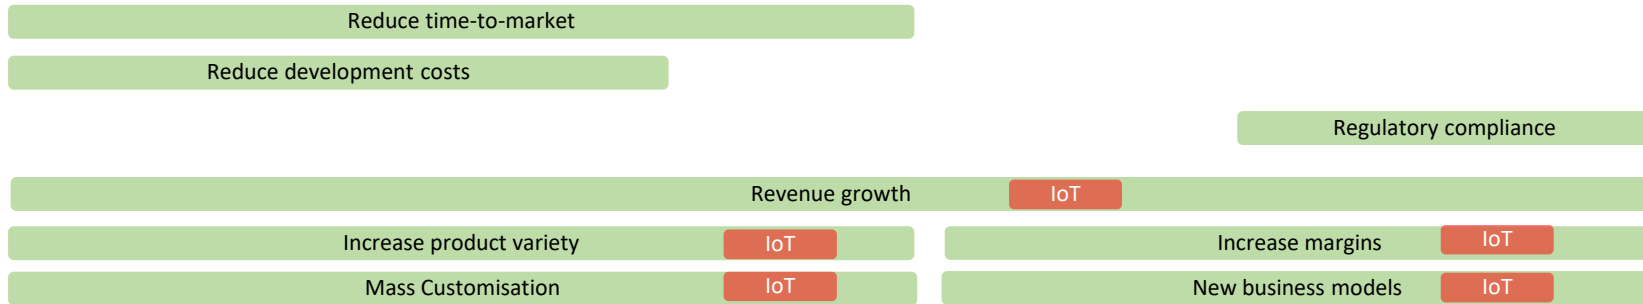 Reduce time-to-market
Reduce development costs
Regulatory compliance
Revenue growth IoT
Increase product variety IoT Increase margins IoT
Mass Customisation IoT New business models IoT